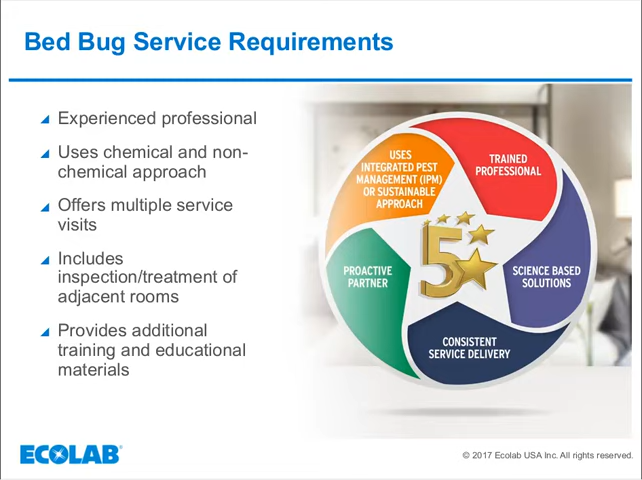 Bed Bug Service Requirements
Experienced professional
Uses chemical and non-
chemical approach
Offers multiple service
visits
Includes
inspection/treatment of
adjacent rooms
Provides additional
training and educational
materials
USES
INTEGRATED PEST
MANAGEMENT (IPM)
OR SUSTAINABLE
APPROACH
TRAINED
PROFESSIONAL
SCIENCE BASED
SOLUTIONS
CONSISTENT
SERVICE DELIVERY
PROACTIVE
PARTNER
5
ECOLAB®
© 2017 Ecolab USA Inc. All rights reserved.